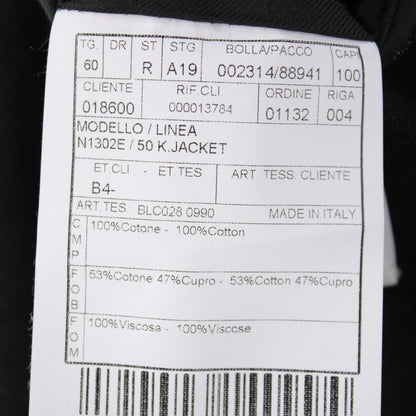 TG. DR ST STG BOLLA/PACCO CAPI
60 R A19 002314/88941 100
CLIENTE RIF.CLI. ORDINE RIGA
018600 000013784 01132 004
MODELLO / LINEA
N1302E / 50 K.JACKET
ET.CLI - ET TES ART. TESS. CLIENTE
B4-
ART.TES BLC028 0990 MADE IN ITALY
CMP 100%Cotone - 100%Cotton
FOB 53%Cotone 47%Cupro - 53%Cotton 47%Cupro
FOM 100%Viscosa - 100%Viscose